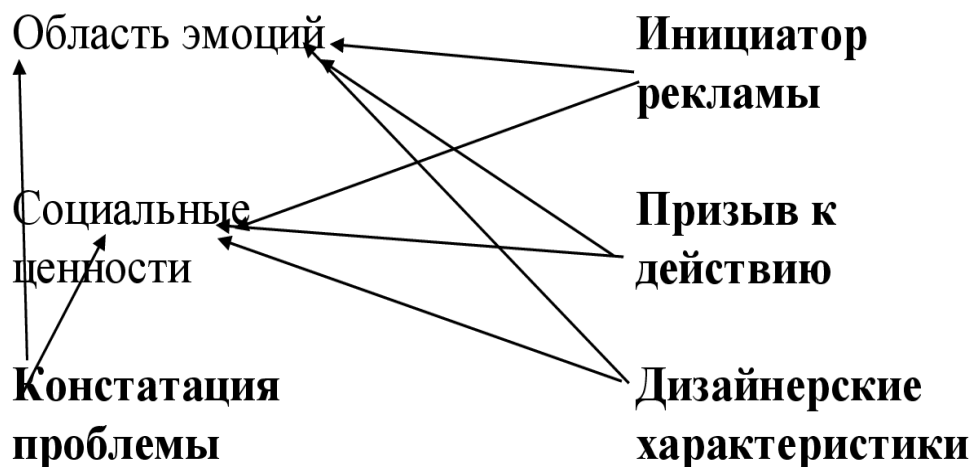 Область эмоций
Социальные
ценности
Констатация
проблемы
Инициатор
рекламы
Призыв к
действию
Дизайнерские
характеристики